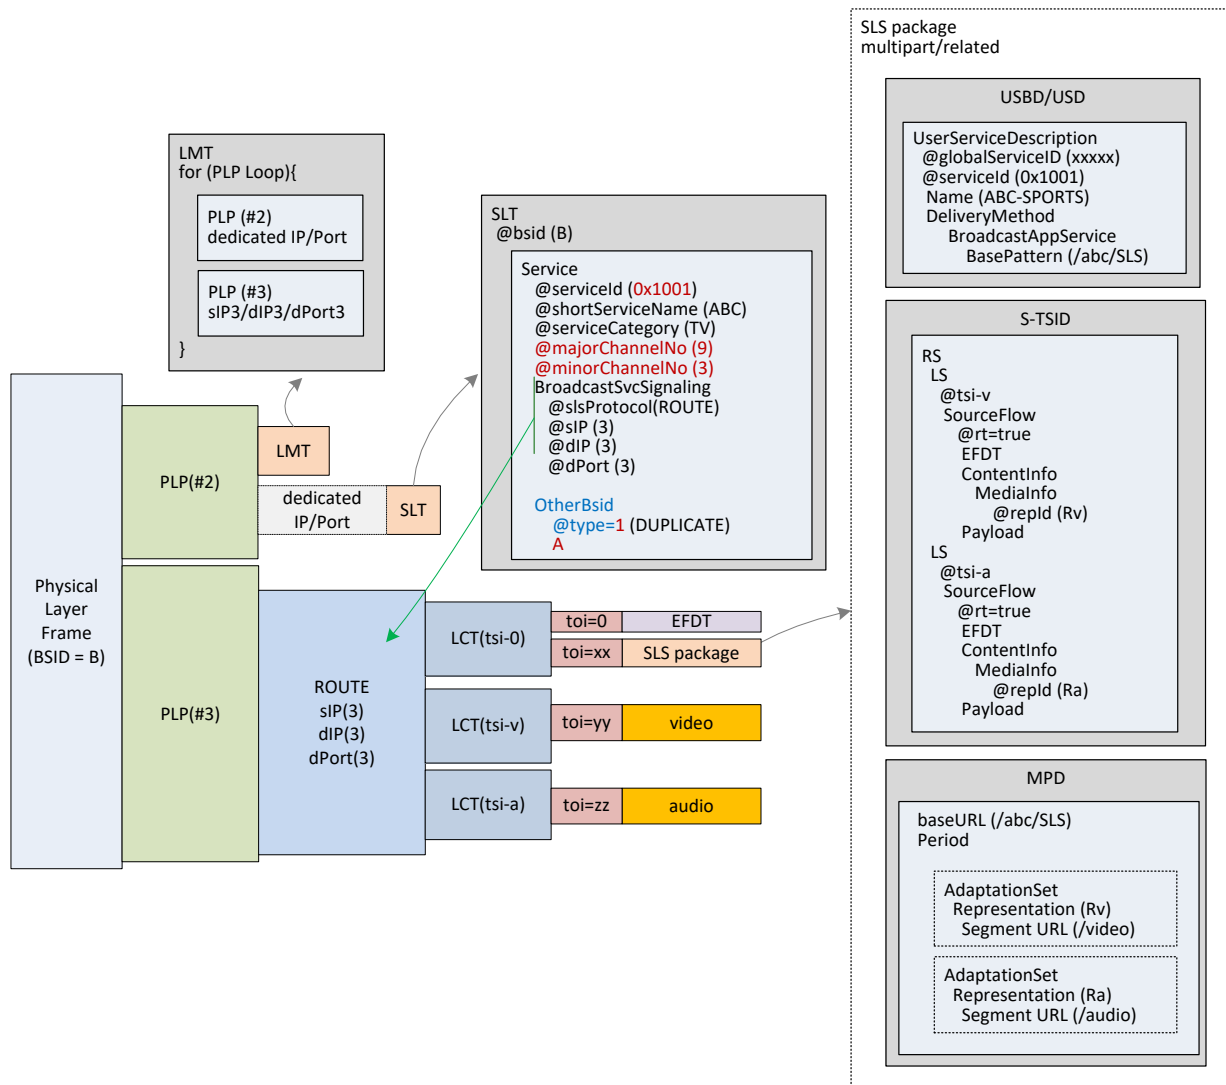 SLS package
multipart/related
USBD/USD
UserServiceDescription
@globalServiceID (xxxxx)
@serviceId (0x1001)
Name (ABC-SPORTS)
DeliveryMethod
BroadcastAppService
BasePattern (/abc/SLS)
LMT
for (PLP Loop){
PLP (#2)
dedicated IP/Port
PLP (#3)
sIP3/dIP3/dPort3
}
SLT
@bsid (B)
Service
@serviceId (0x1001)
@shortServiceName (ABC)
@serviceCategory (TV)
@majorChannelNo (9)
@minorChannelNo (3)
BroadcastSvcSignaling
@slsProtocol(ROUTE)
@sIP (3)
@dIP (3)
@dPort (3)
OtherBsid
@type=1 (DUPLICATE)
A
S-TSID
RS
LS
@tsi-v
SourceFlow
@rt=true
EFDT
ContentInfo
MediaInfo
@repId (Rv)
Payload
LS
@tsi-a
SourceFlow
@rt=true
EFDT
ContentInfo
MediaInfo
@repId (Ra)
Payload
Physical
Layer
Frame
(BSID = B)
PLP(#2)
LMT
dedicated
IP/Port
SLT
PLP(#3)
ROUTE
sIP(3)
dIP(3)
dPort(3)
LCT(tsi-0)
toi=0
EFDT
toi=xx
SLS package
LCT(tsi-v)
toi=yy
video
LCT(tsi-a)
toi=zz
audio
MPD
baseURL (/abc/SLS)
Period
AdaptationSet
Representation (Rv)
Segment URL (/video)
AdaptationSet
Representation (Ra)
Segment URL (/audio)